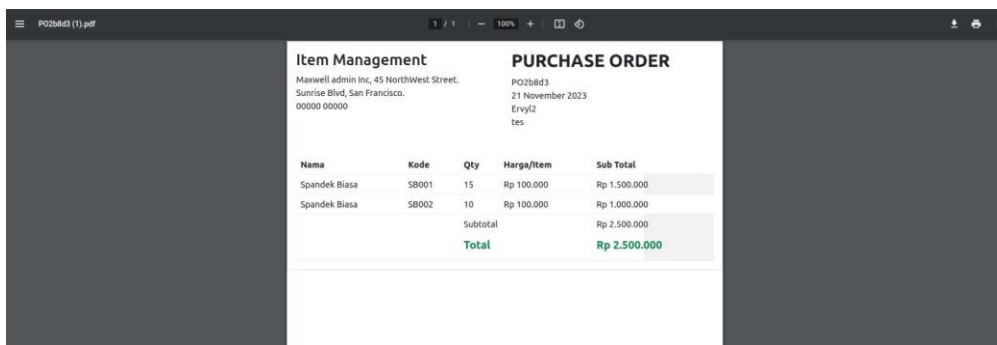 PO2b8d3 (1).pdf
1 / 1
100%
Item Management
Maxwell admin Inc, 45 NorthWest Street.
Sunrise Blvd, San Francisco.
00000 00000
PURCHASE ORDER
PO2b8d3
21 November 2023
Ervyl2
tes
Nama Kode Qty Harga/Item Sub Total
Spandek Biasa SB001 15 Rp 100.000 Rp 1.500.000
Spandek Biasa SB002 10 Rp 100.000 Rp 1.000.000
Subtotal Rp 2.500.000
Total Rp 2.500.000